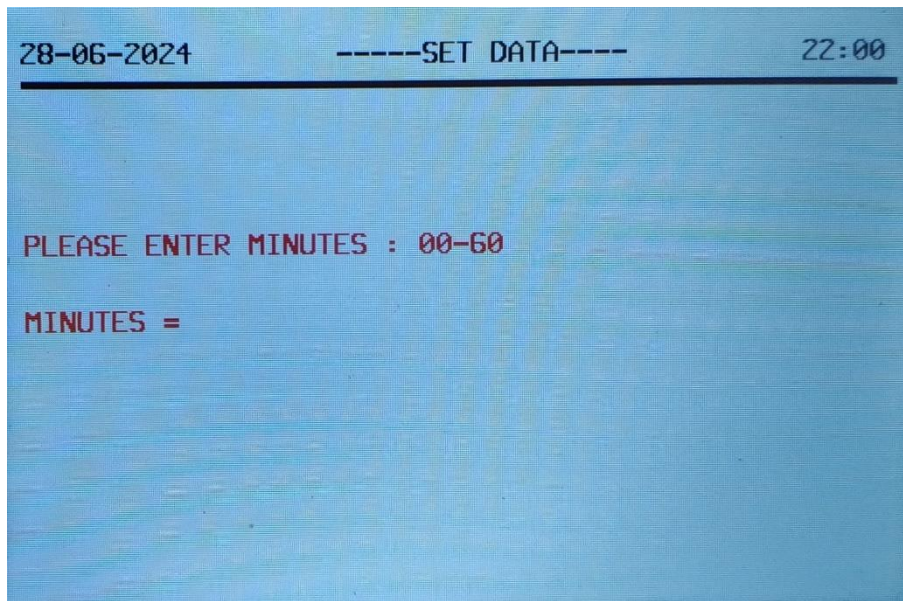 28-06-2024 -----SET DATA---- 22:00
PLEASE ENTER MINUTES : 00-60
MINUTES =